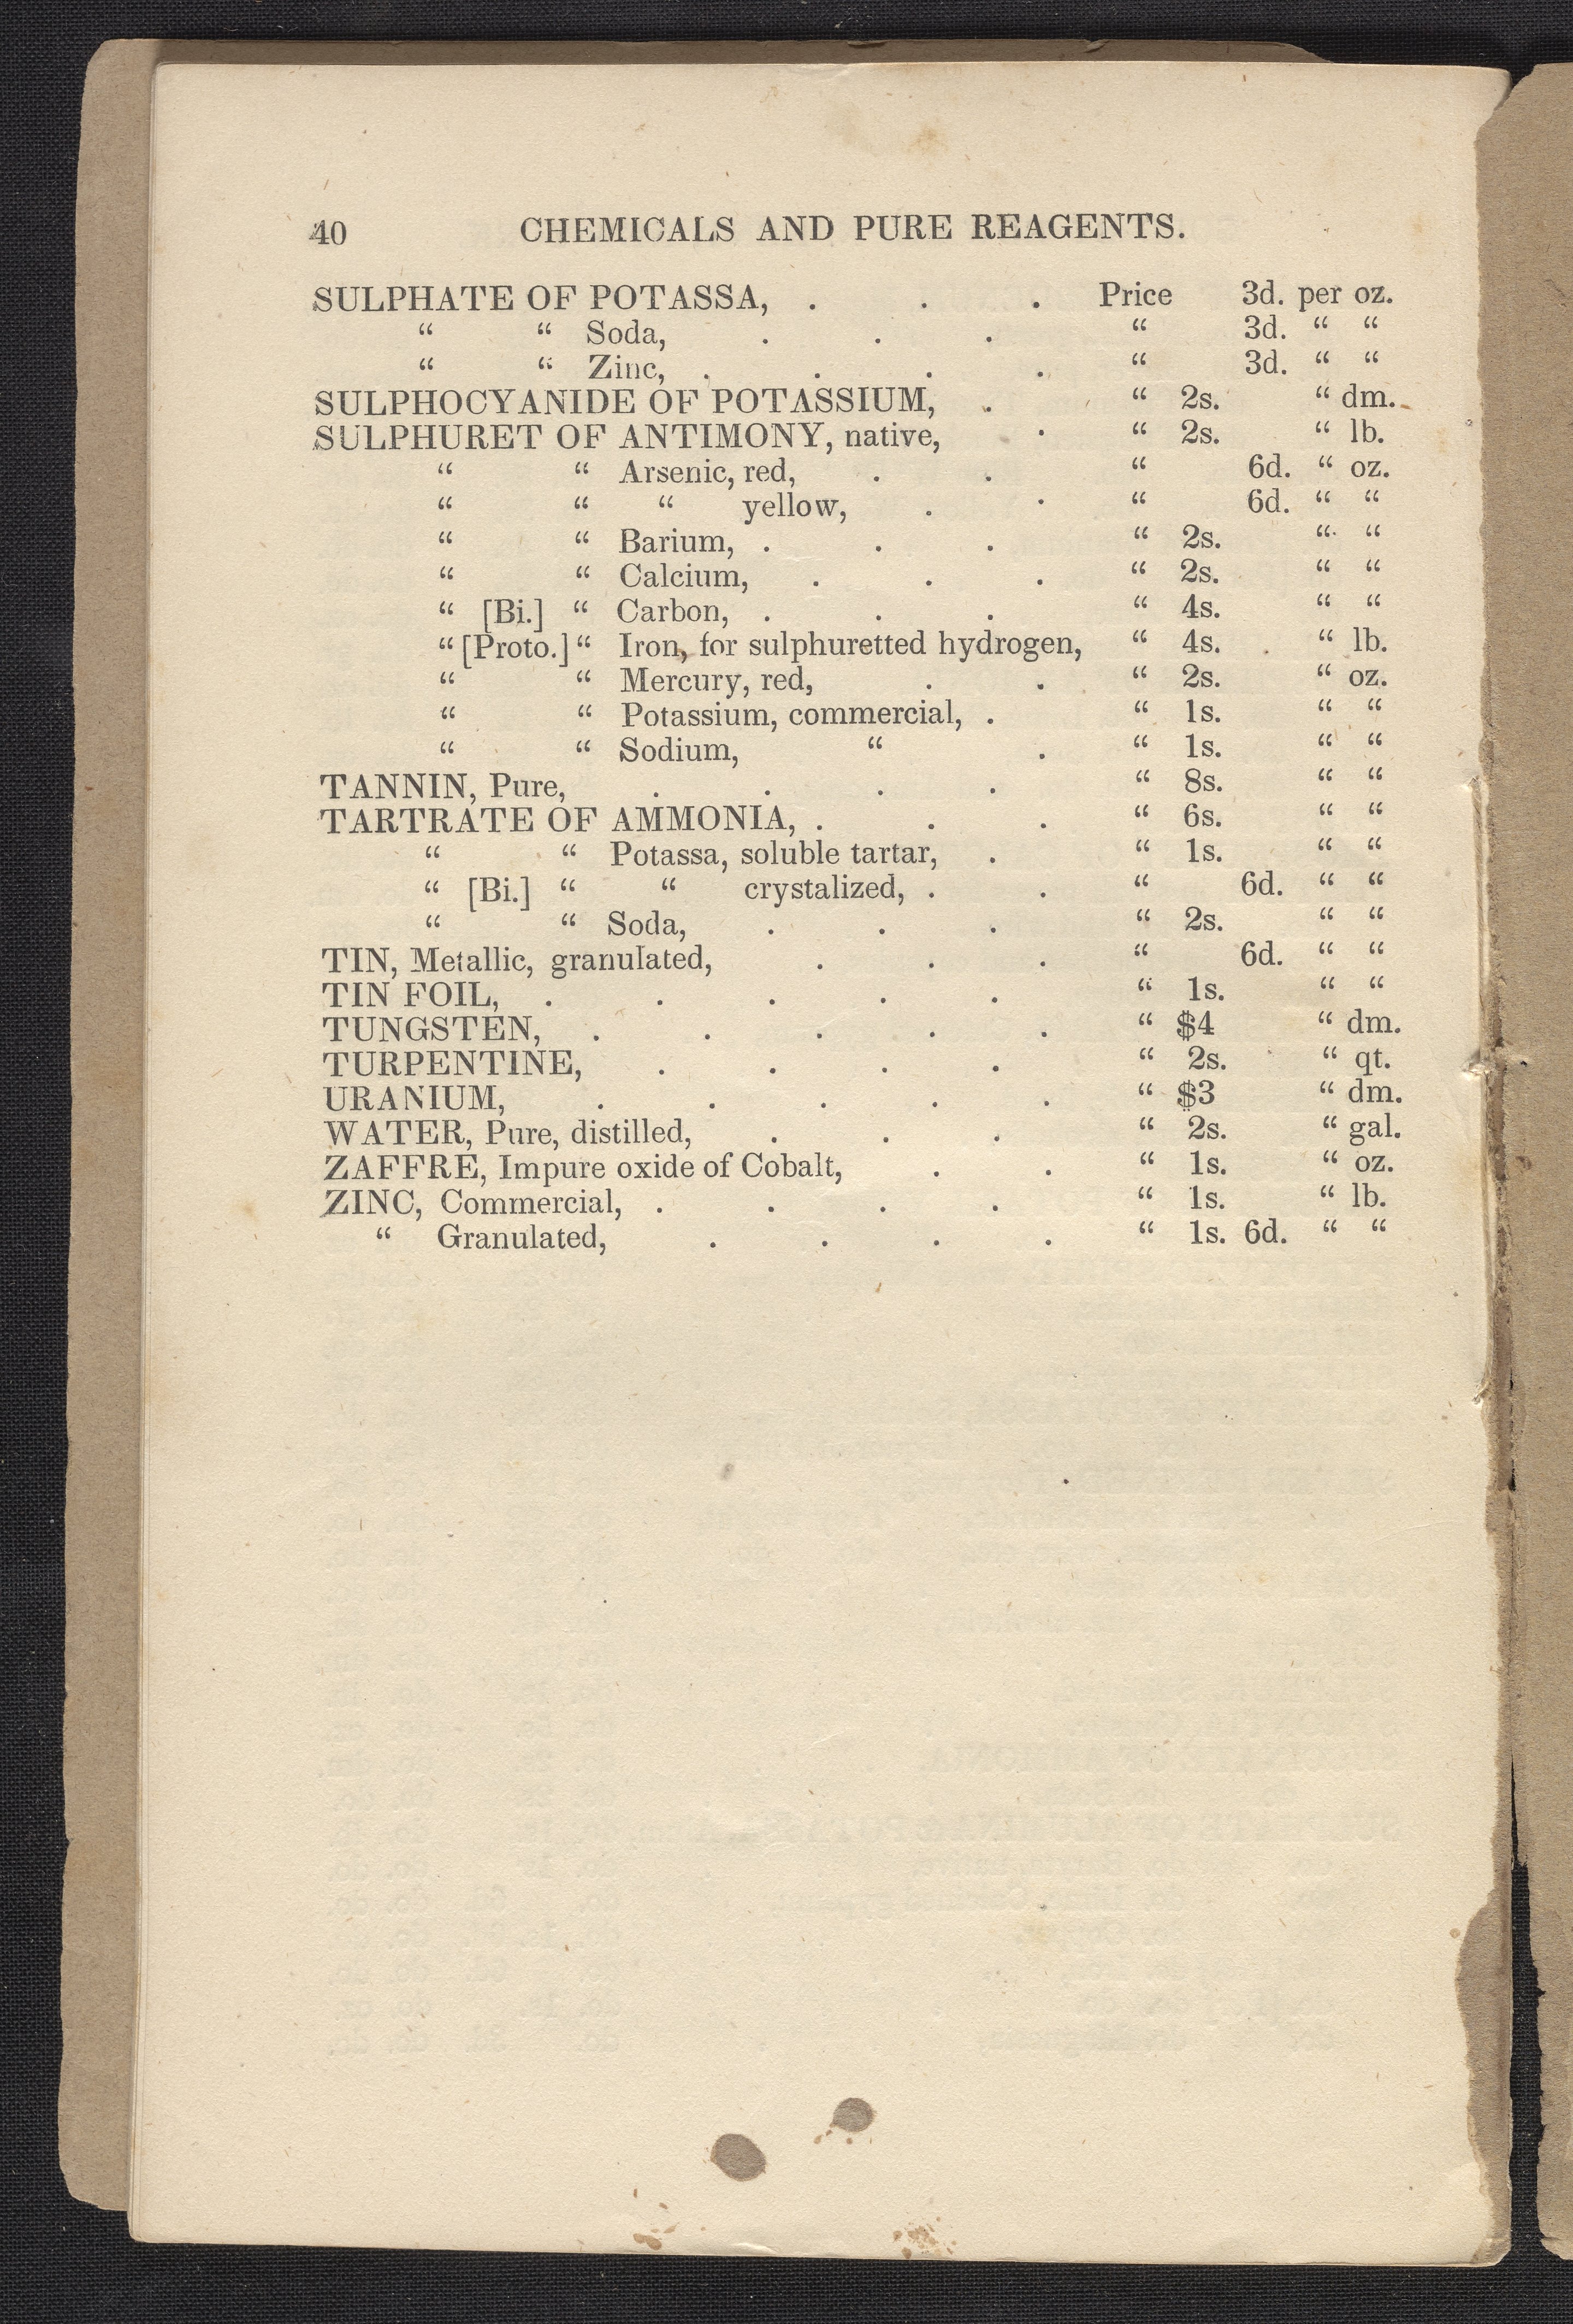 40 CHEMICALS AND PURE REAGENTS.
SULPHATE OF POTASSA, . . . Price 3d. per oz.
“ “ Soda, . . . “ 3d. “ “
“ “ Zinc, . . . . “ 3d. “ “
SULPHOCYANIDE OF POTASSIUM, . “ 2s. “ dm.
SULPHURET OF ANTIMONY, native, . “ 2s. “ lb.
“ “ Arsenic, red, . . “ 6d. “ oz.
“ “ “ yellow, . . “ 6d. “ “
“ “ Barium, . . . “ 2s. “ “
“ “ Calcium, . . . “ 2s. “ “
“ [Bi.] “ Carbon, . . . “ 4s. “ “
“ [Proto.] “ Iron, for sulphuretted hydrogen, “ 4s. “ lb.
“ “ Mercury, red, . . “ 2s. “ oz.
“ “ Potassium, commercial, . “ 1s. “ “
“ “ Sodium, “ . “ 1s. “ “
TANNIN, Pure, . . . . “ 8s. “ “
TARTRATE OF AMMONIA, . . . “ 6s. “ “
“ “ Potassa, soluble tartar, . “ 1s. “ “
“ [Bi.] “ “ crystalized, . . “ 6d. “ “
“ “ Soda, . . . “ 2s. “ “
TIN, Metallic, granulated, . . . “ 6d. “ “
TIN FOIL, . . . . . “ 1s. “ “
TUNGSTEN, . . . . . “ $4 “ dm.
TURPENTINE, . . . . “ 2s. “ qt.
URANIUM, . . . . . “ $3 “ dm.
WATER, Pure, distilled, . . . “ 2s. “ gal.
ZAFFRE, Impure oxide of Cobalt, . . “ 1s. “ oz.
ZINC, Commercial, . . . . “ 1s. “ lb.
“ Granulated, . . . . “ 1s. 6d. “ “